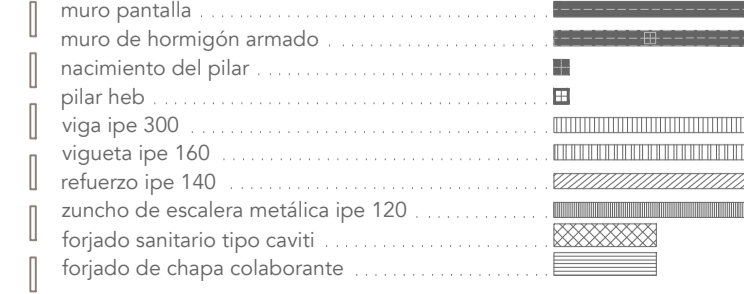 muro pantalla
muro de hormigón armado
nacimiento del pilar
pilar heb
viga ipe 300
vigueta ipe 160
refuerzo ipe 140
zuncho de escalera metálica ipe 120
forjado sanitario tipo caviti
forjado de chapa colaborante